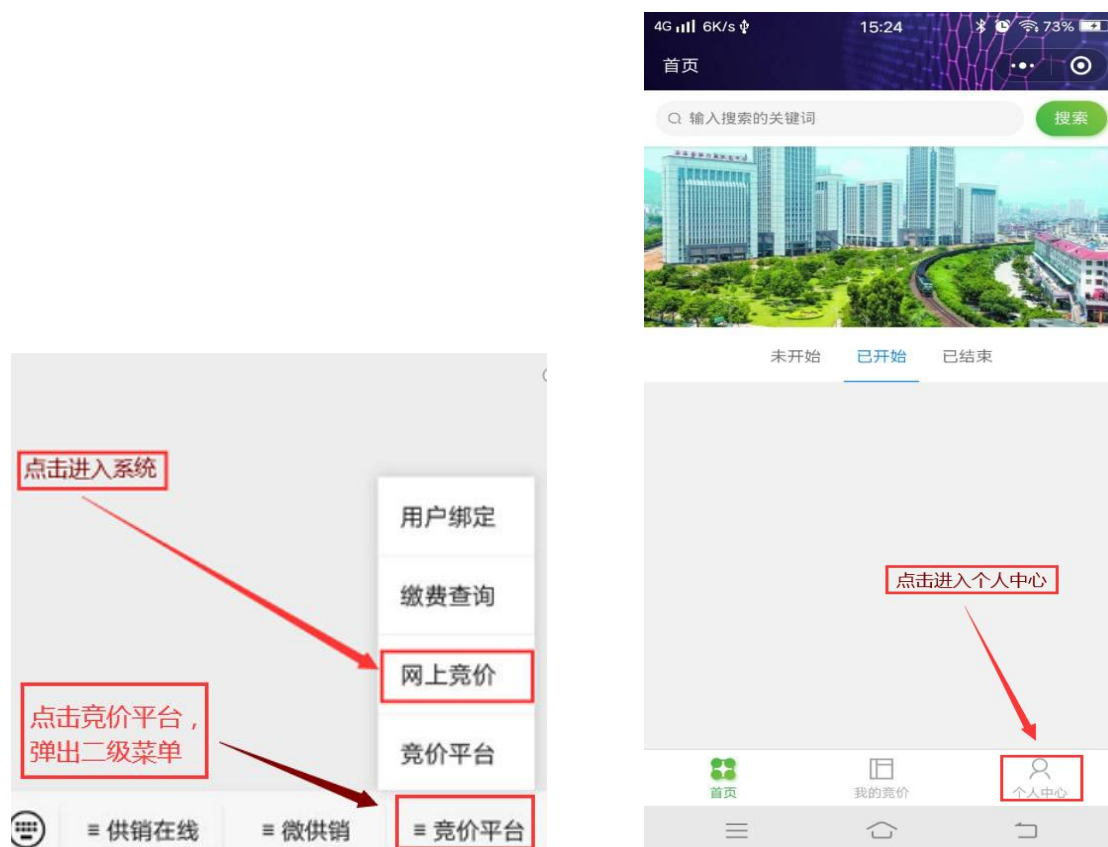 点击进入系统
用户绑定
缴费查询
网上竞价
点击竞价平台，
弹出二级菜单
竞价平台
≡ 供销在线
≡ 微供销
≡ 竞价平台
4G 6K/s 15:24 73%
首页
输入搜索的关键词 搜索
未开始 已开始 已结束
点击进入个人中心
首页 我的竞价 个人中心